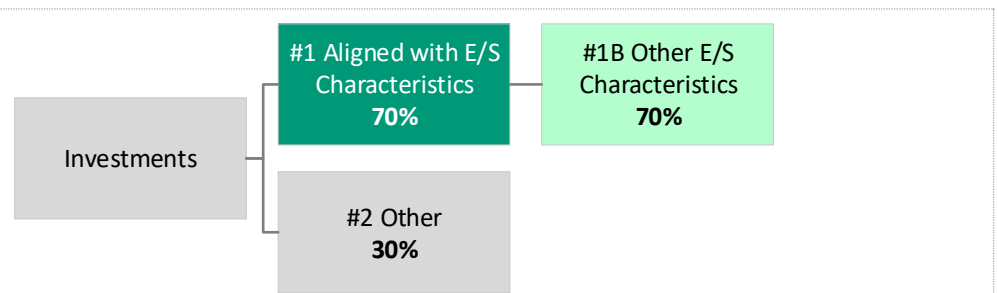 #1 Aligned with E/S
Characteristics
70%
#1B Other E/S
Characteristics
70%
Investments
#2 Other
30%